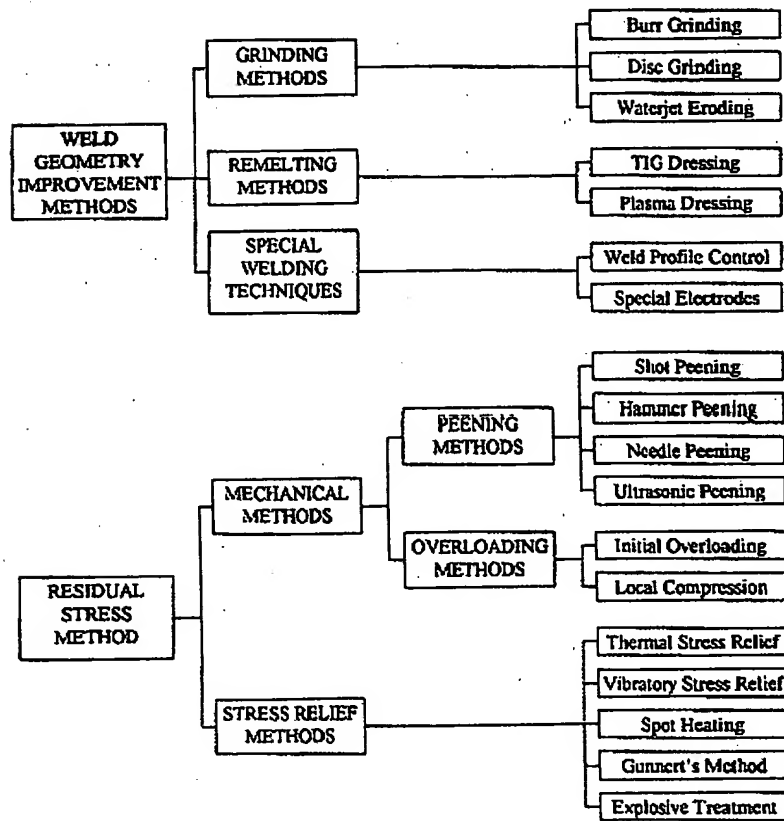 WELD
GEOMETRY
IMPROVEMENT
METHODS
GRINDING
METHODS
Burr Grinding
Disc Grinding
Waterjet Eroding
REMELTING
METHODS
TIG Dressing
Plasma Dressing
SPECIAL
WELDING
TECHNIQUES
Weld Profile Control
Special Electrodes
RESIDUAL
STRESS
METHOD
MECHANICAL
METHODS
PEENING
METHODS
Shot Peening
Hammer Peening
Needle Peening
Ultrasonic Peening
OVERLOADING
METHODS
Initial Overloading
Local Compression
STRESS RELIEF
METHODS
Thermal Stress Relief
Vibratory Stress Relief
Spot Heating
Gunnert's Method
Explosive Treatment